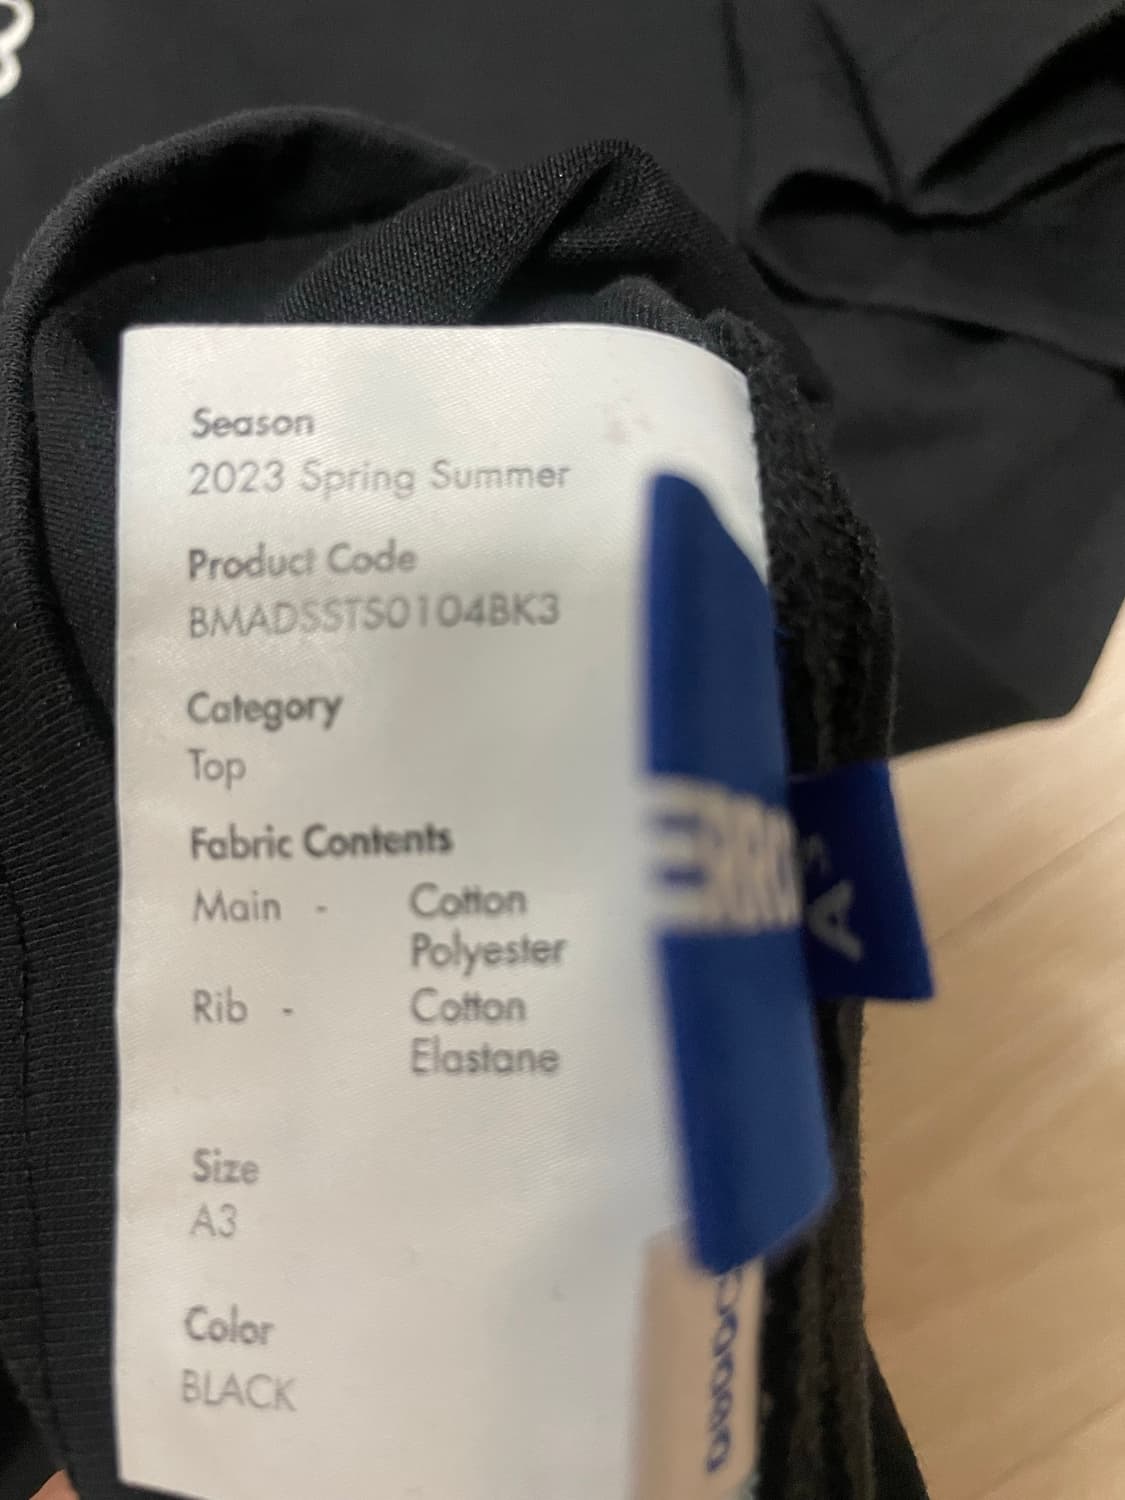 Season
2023 Spring Summer
Product Code
BMADSSTS0104BK3
Category
Top
Fabric Contents
Main - Cotton
Polyester
Rib - Cotton
Elastane
Size
A3
Color
BLACK